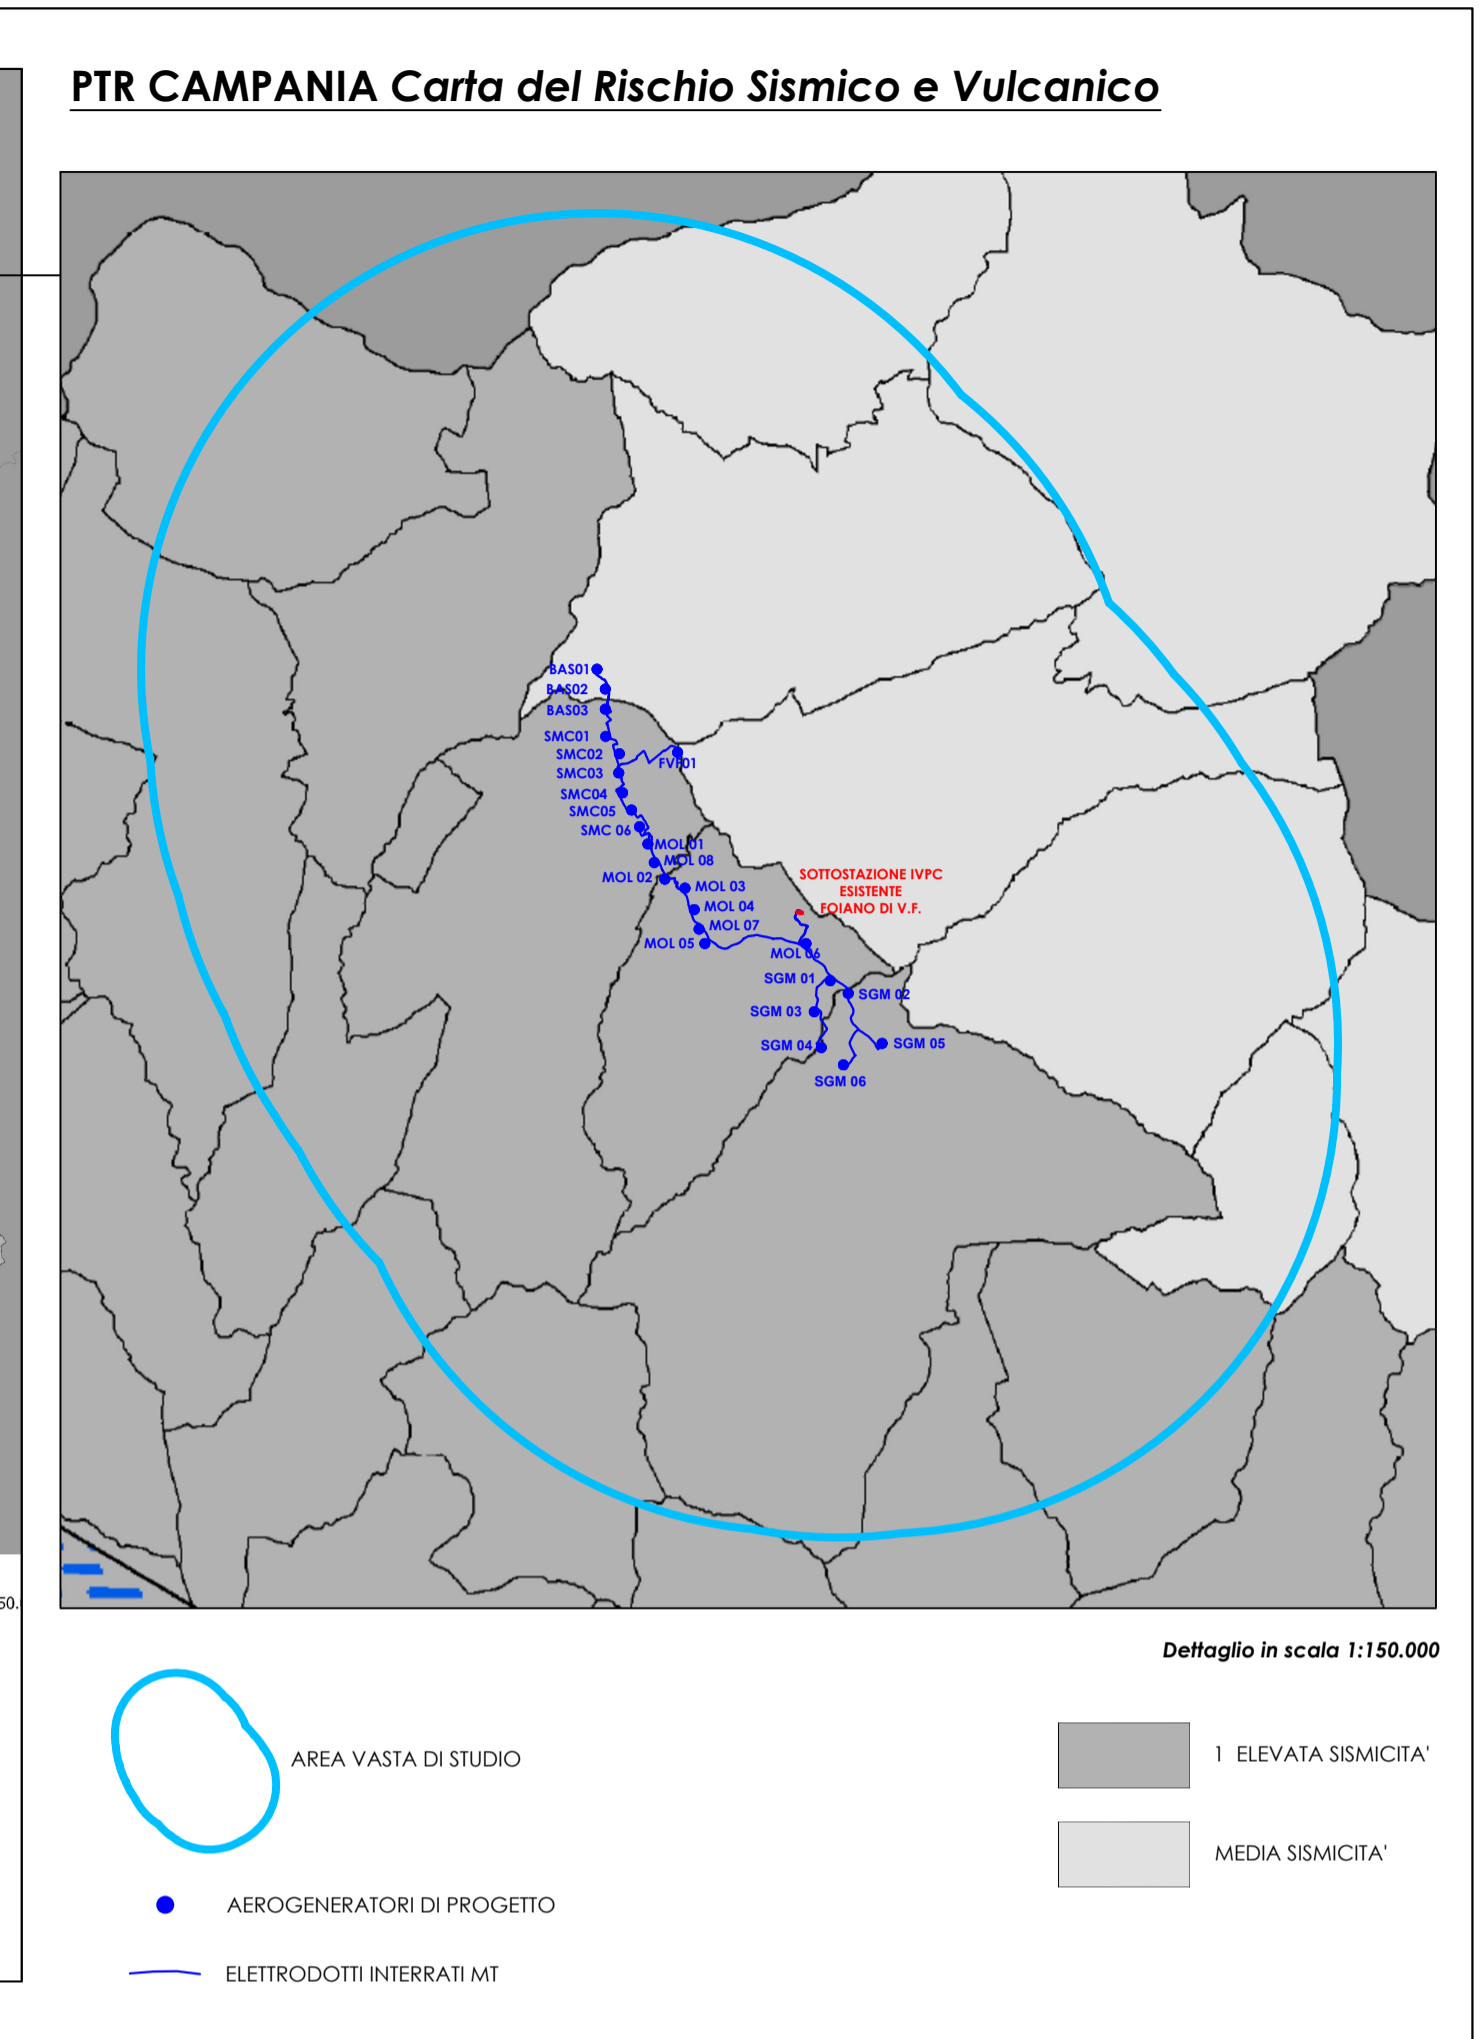 PTR CAMPANIA Carta del Rischio Sismico e Vulcanico
BAS01
BAS02
BAS03
SMC01
SMC02
FVF01
SMC03
SMC04
SMC05
SMC 06
MOL 01
MOL 08
MOL 02
MOL 03
SOTTOSTAZIONE IVPC
ESISTENTE
FOIANO DI V.F.
MOL 04
MOL 07
MOL 05
MOL 06
SGM 01
SGM 02
SGM 03
SGM 04
SGM 05
SGM 06
50.
Dettaglio in scala 1:150.000
AREA VASTA DI STUDIO
1 ELEVATA SISMICITA'
MEDIA SISMICITA'
AEROGENERATORI DI PROGETTO
ELETTRODOTTI INTERRATI MT